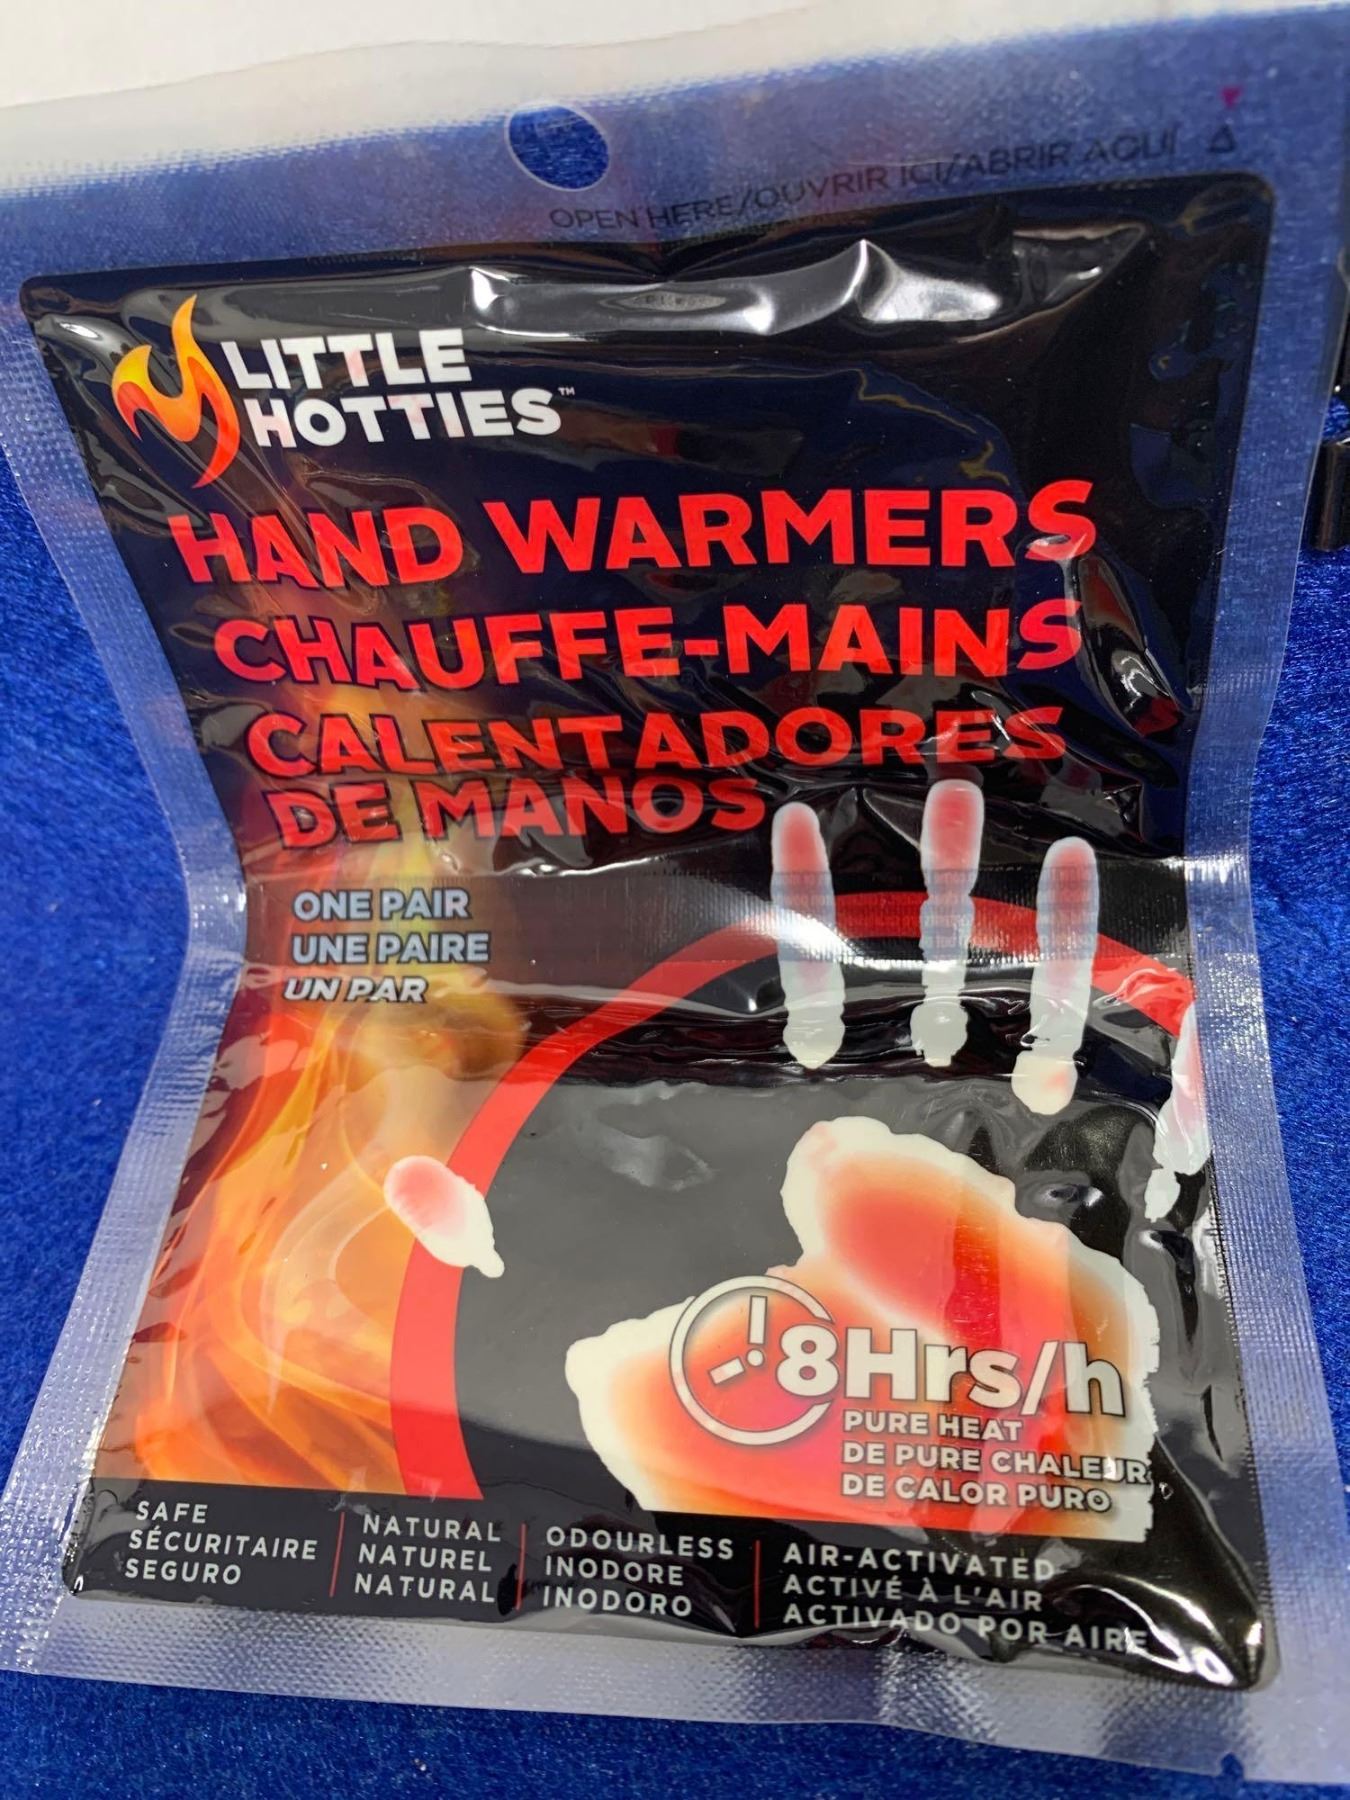 OPEN HERE/OUVRIR ICI/ABRIR AQUÍ
LITTLE
HOTTIES™
HAND WARMERS
CHAUFFE-MAINS
CALENTADORES
DE MANOS
ONE PAIR
UNE PAIRE
UN PAR
8Hrs/h
PURE HEAT
DE PURE CHALEUR
DE CALOR PURO
SAFE
SÉCURITAIRE
SEGURO
NATURAL
NATUREL
NATURAL
ODOURLESS
INODORE
INODORO
AIR-ACTIVATED
ACTIVÉ À L'AIR
ACTIVADO POR AIRE